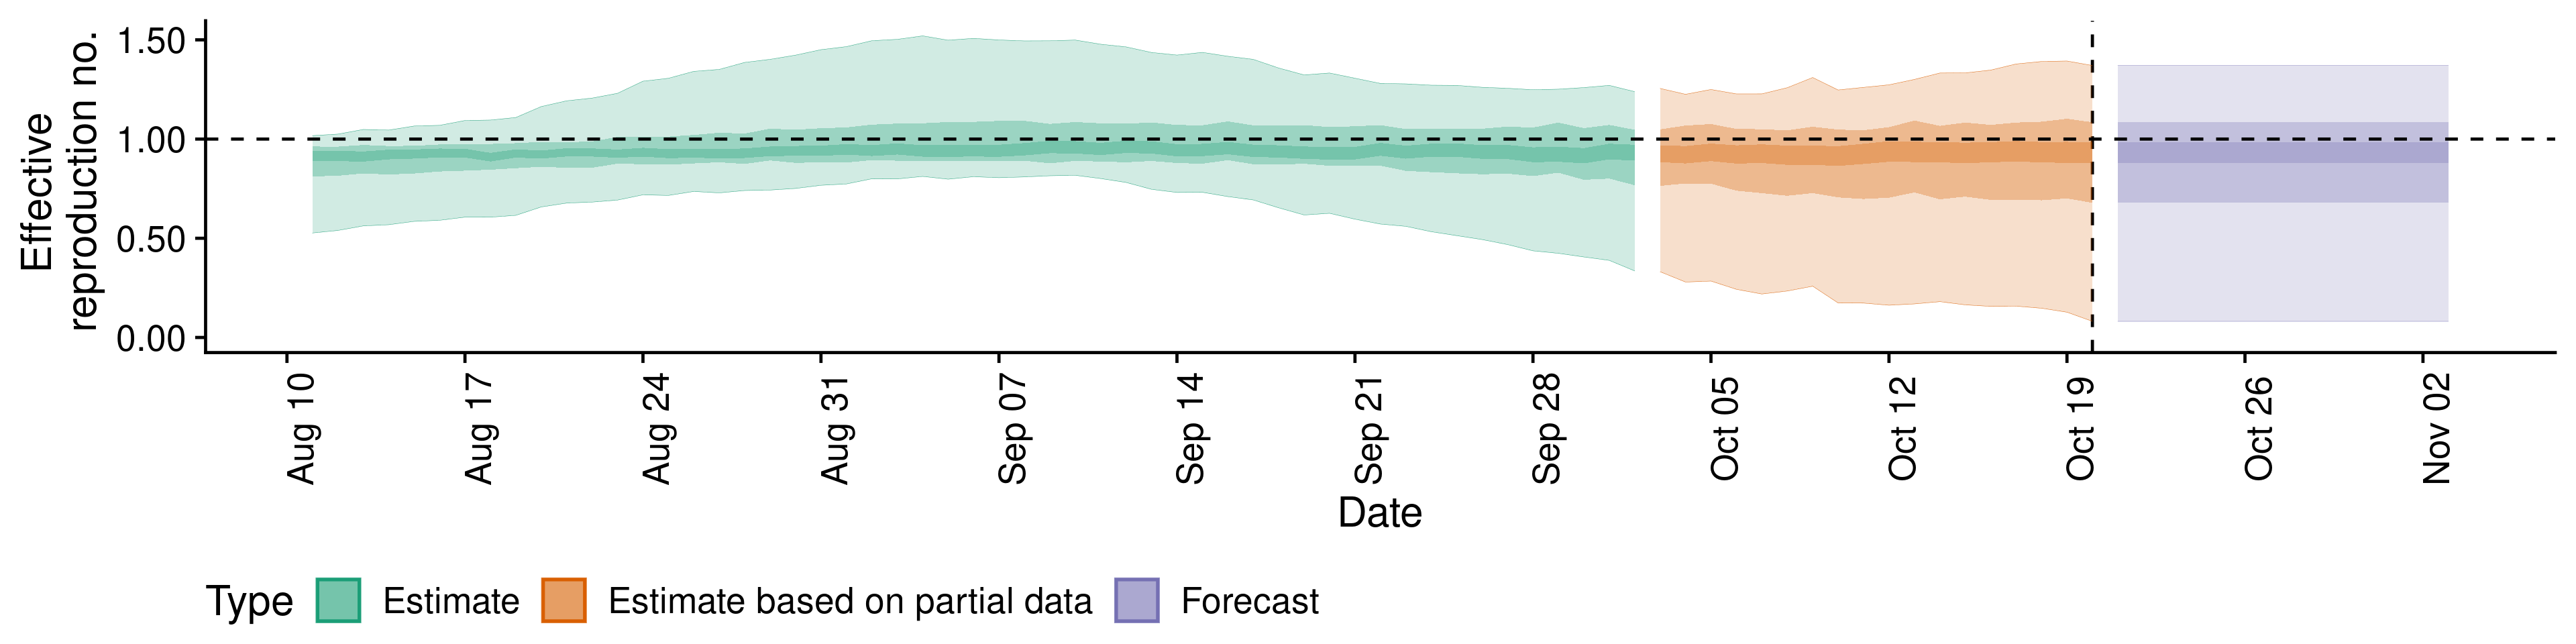 Effective
reproduction no.
1.50
1.00
0.50
0.00
Aug 10
Aug 17
Aug 24
Aug 31
Sep 07
Sep 14
Sep 21
Sep 28
Oct 05
Oct 12
Oct 19
Oct 26
Nov 02
Date
Type Estimate Estimate based on partial data Forecast